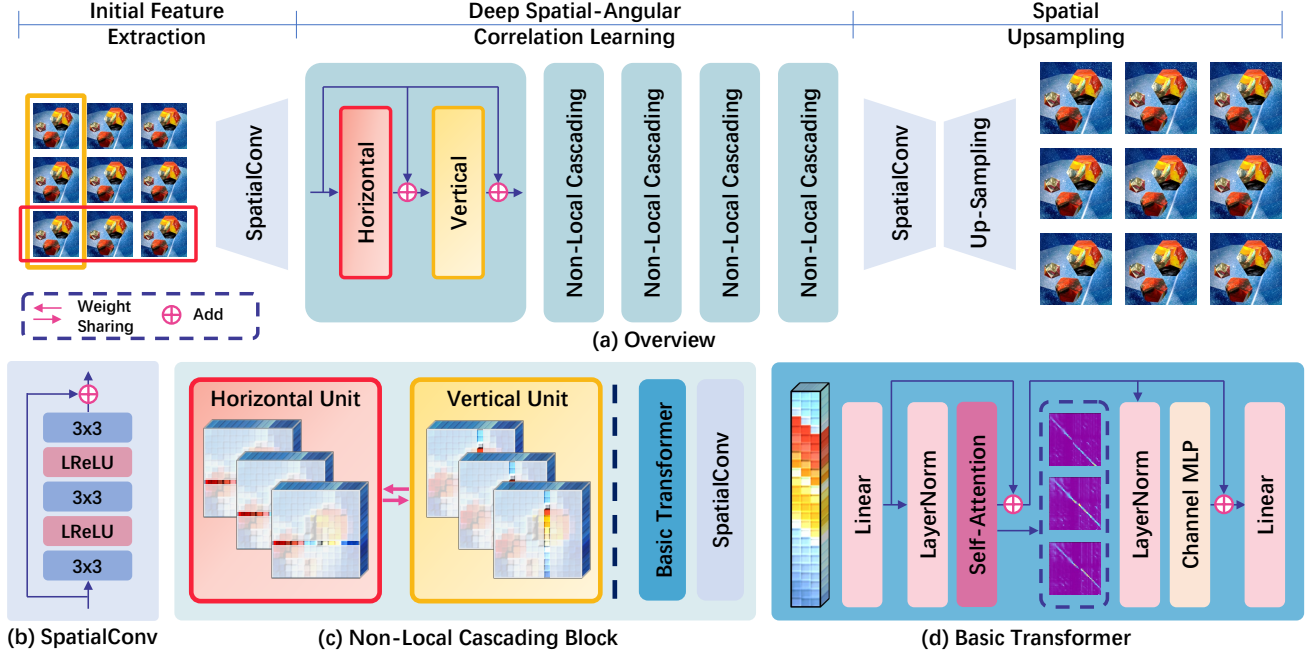 Initial Feature
Extraction
Deep Spatial-Angular
Correlation Learning
Spatial
Upsampling
SpatialConv
Horizontal
Vertical
Non-Local Cascading
Non-Local Cascading
Non-Local Cascading
Non-Local Cascading
SpatialConv
Up-Sampling
Weight
Sharing
Add
(a) Overview
3x3
LReLU
3x3
LReLU
3x3
(b) SpatialConv
Horizontal Unit
Vertical Unit
Basic Transformer
SpatialConv
(c) Non-Local Cascading Block
Linear
LayerNorm
Self-Attention
LayerNorm
Channel MLP
Linear
(d) Basic Transformer